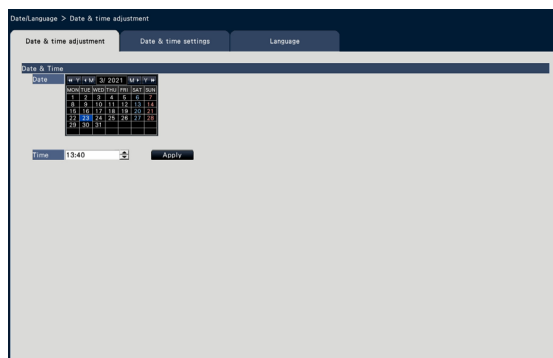 Date/Language > Date & time adjustment
Date & time adjustment Date & time settings Language
Date & Time
Date
Y M 3/ 2021 M Y
MON TUE WED THU FRI SAT SUN
1 2 3 4 5 6 7
8 9 10 11 12 13 14
15 16 17 18 19 20 21
22 23 24 25 26 27 28
29 30 31
Time 13:40 Apply